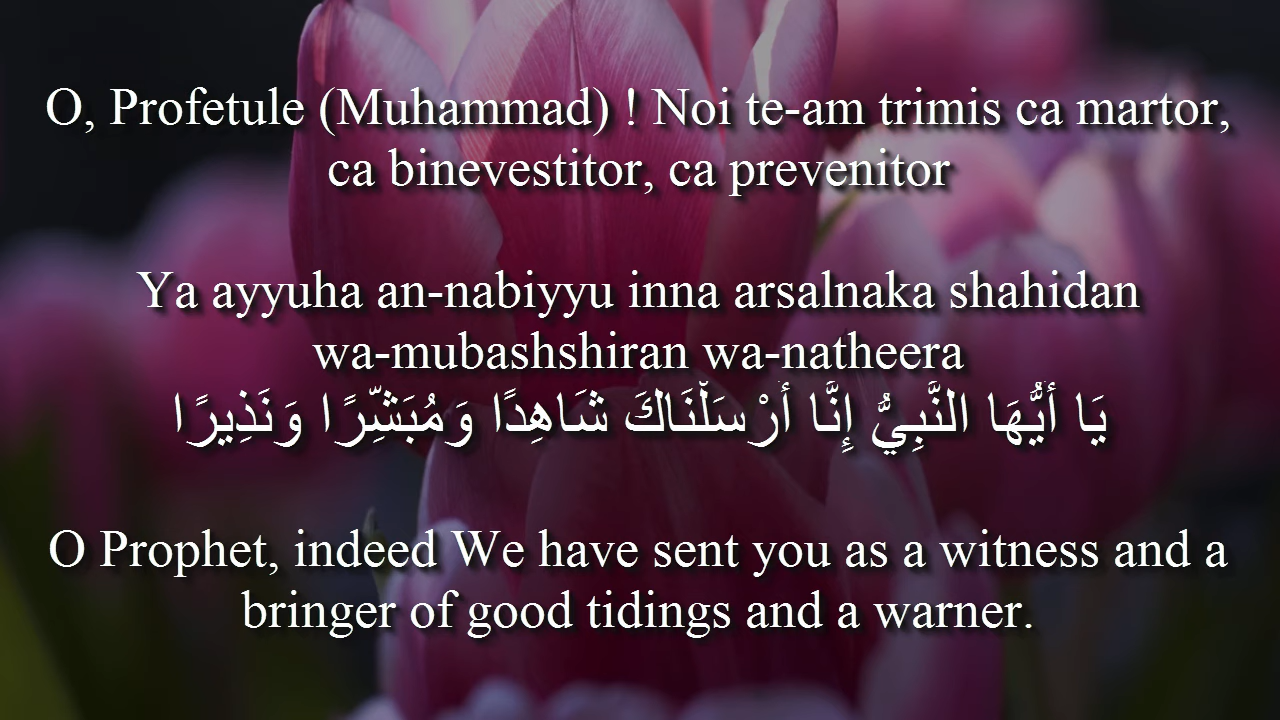 O, Profetule (Muhammad) ! Noi te-am trimis ca martor,
ca binevestitor, ca prevenitor
Ya ayyuha an-nabiyyu inna arsalnaka shahidan
wa-mubashshiran wa-natheera
يَا أَيُّهَا النَّبِيُّ إِنَّا أَرْسَلْنَاكَ شَاهِدًا وَمُبَشِّرًا وَنَذِيرًا
O Prophet, indeed We have sent you as a witness and a
bringer of good tidings and a warner.